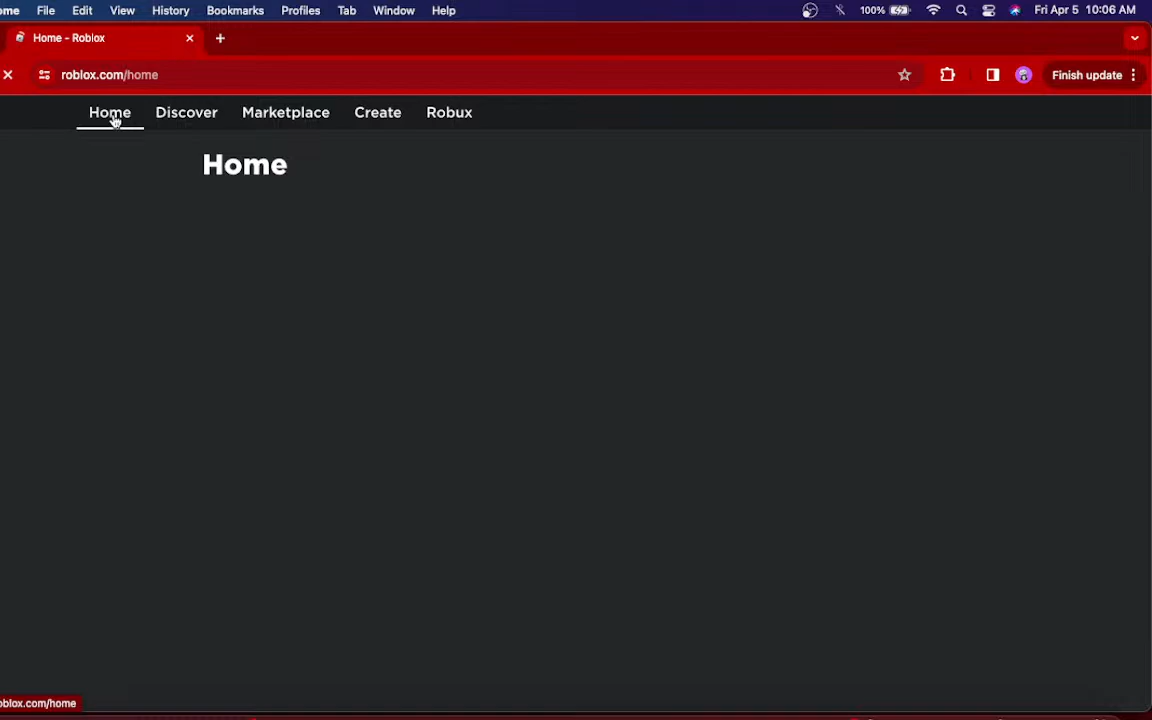 ome File Edit View History Bookmarks Profiles Tab Window Help 100% Fri Apr 5 10:06 AM
Home - Roblox
roblox.com/home Finish update
Home Discover Marketplace Create Robux
Home
oblox.com/home